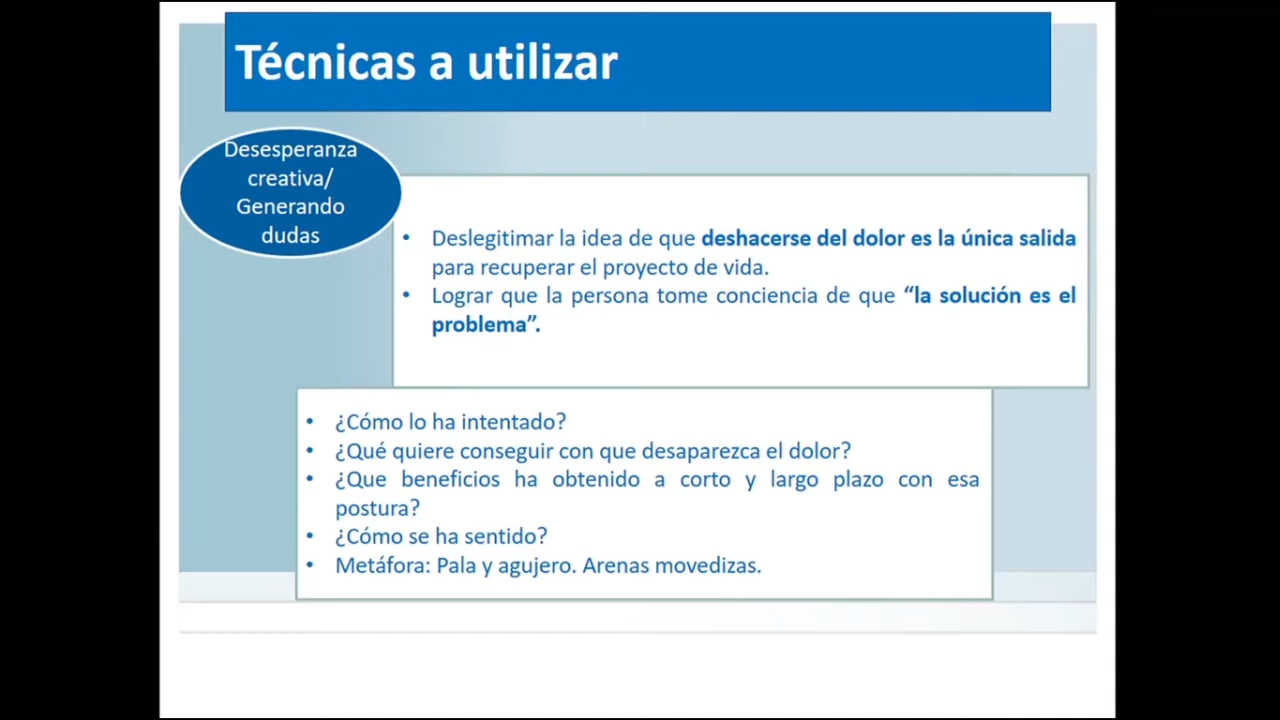 Técnicas a utilizar
Desesperanza
creativa/
Generando
dudas
• Deslegitimar la idea de que deshacerse del dolor es la única salida
para recuperar el proyecto de vida.
• Lograr que la persona tome conciencia de que “la solución es el
problema”.
• ¿Cómo lo ha intentado?
• ¿Qué quiere conseguir con que desaparezca el dolor?
• ¿Que beneficios ha obtenido a corto y largo plazo con esa
postura?
• ¿Cómo se ha sentido?
• Metáfora: Pala y agujero. Arenas movedizas.